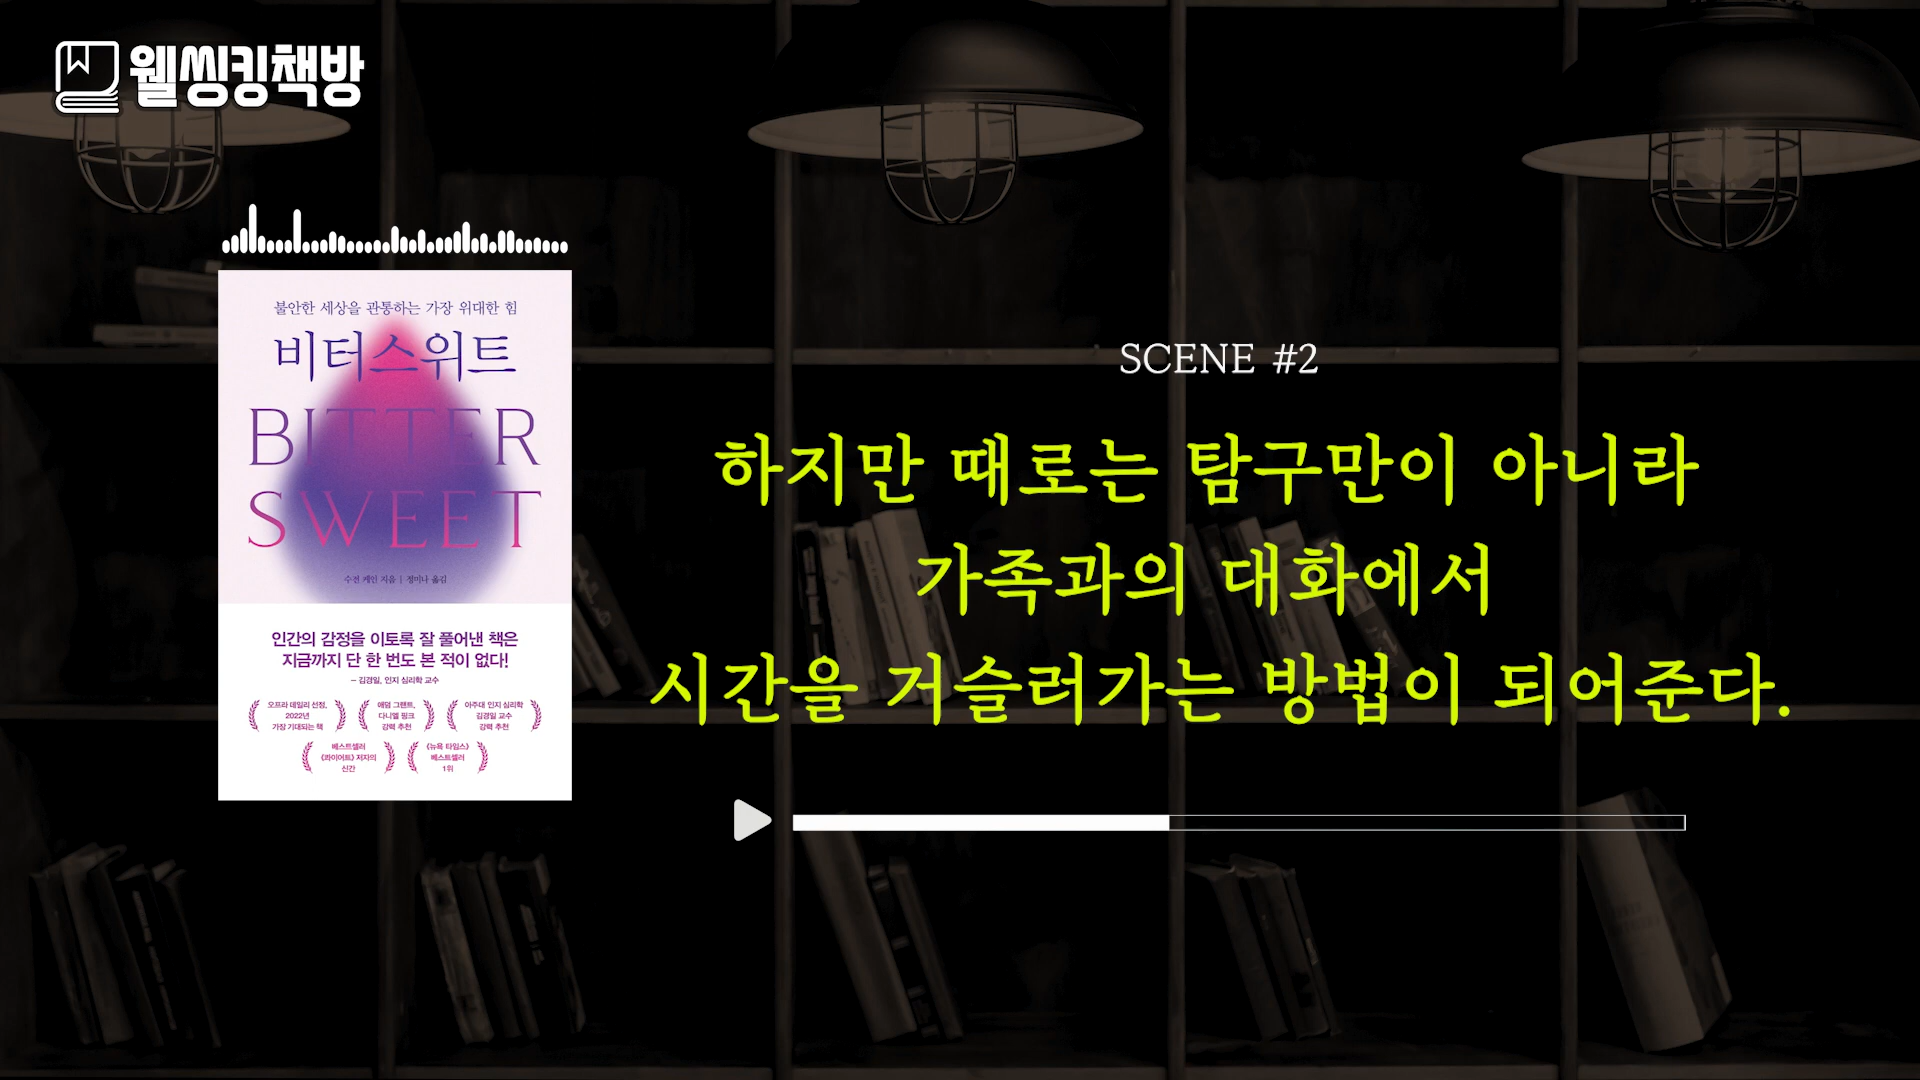 웰씽킹책방
불안한 세상을 관통하는 가장 위대한 힘
비터스위트
BITTER
SWEET
수전 케인 지음 | 정미나 옮김
인간의 감정을 이토록 잘 풀어낸 책은
지금까지 단 한 번도 본 적이 없다!
– 김경일, 인지 심리학 교수
오프라 데일리 선정,
2022년
가장 기대되는 책
애덤 그랜트,
다니엘 핑크
강력 추천
아주대 인지 심리학
김경일 교수
강력 추천
베스트셀러
《콰이어트》 저자의
신간
《뉴욕 타임스》
베스트셀러
1위
SCENE #2
하지만 때로는 탐구만이 아니라
가족과의 대화에서
시간을 거슬러가는 방법이 되어준다.